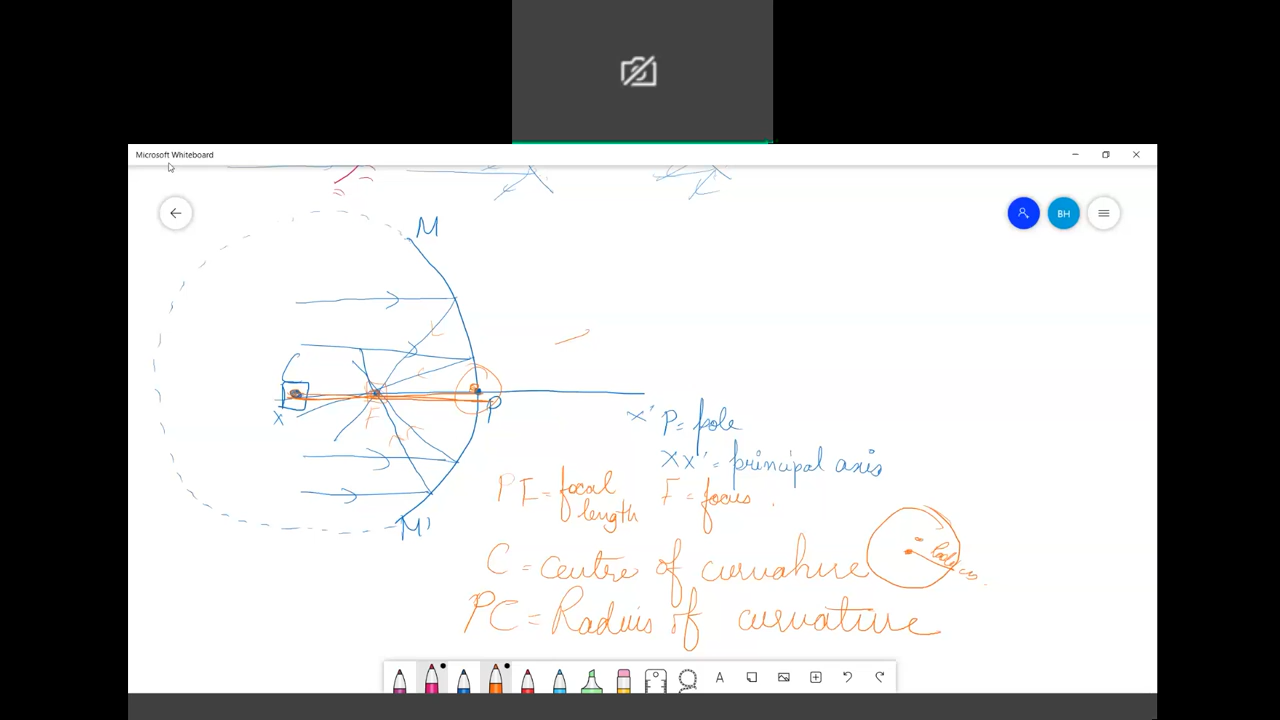 Microsoft Whiteboard
BH
M
C
F
X
P
X'
P = pole
XX' = principal axis
PF = focal
length
F = focus
M'
C = Centre of curvature
PC = Radius of curvature
A